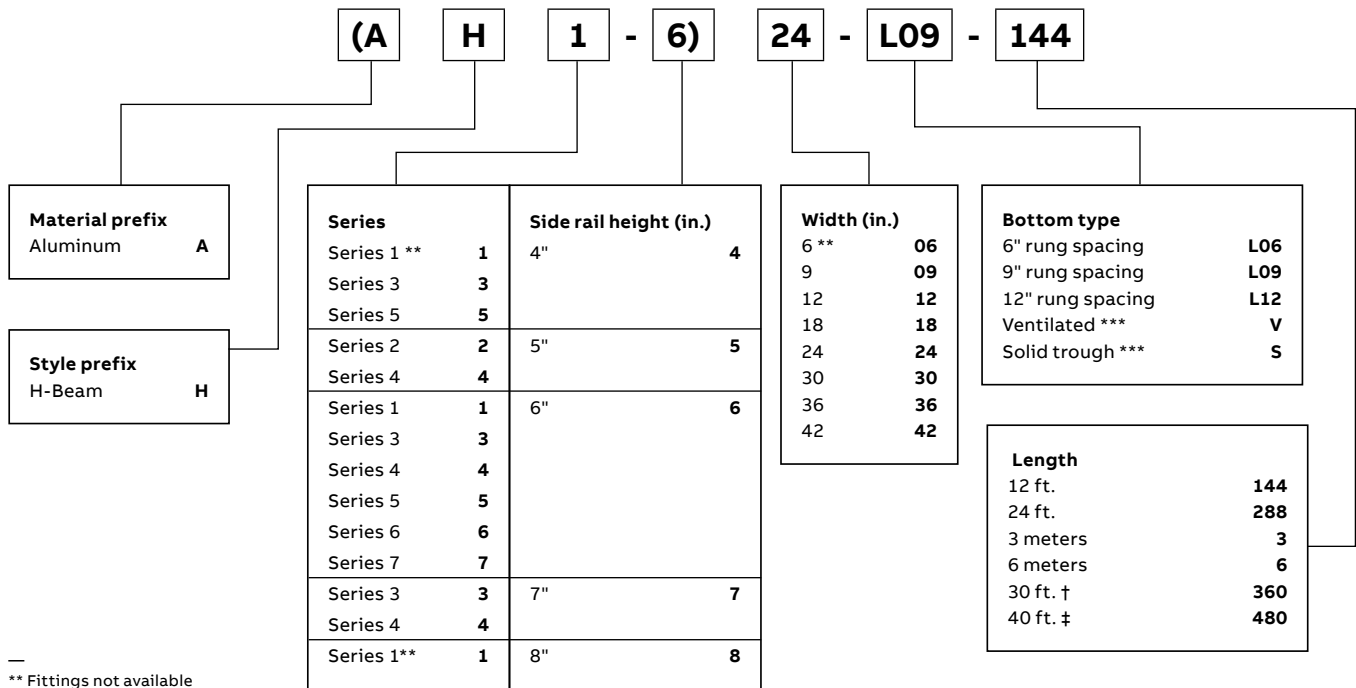 (A H 1 - 6) 24 - L09 - 144
Material prefix
Aluminum A
Style prefix
H-Beam H
Series Side rail height (in.)
Series 1 ** 1 4" 4
Series 3 3
Series 5 5
Series 2 2 5" 5
Series 4 4
Series 1 1 6" 6
Series 3 3
Series 4 4
Series 5 5
Series 6 6
Series 7 7
Series 3 3 7" 7
Series 4 4
Series 1** 1 8" 8
Width (in.)
6 ** 06
9 09
12 12
18 18
24 24
30 30
36 36
42 42
Bottom type
6" rung spacing L06
9" rung spacing L09
12" rung spacing L12
Ventilated *** V
Solid trough *** S
Length
12 ft. 144
24 ft. 288
3 meters 3
6 meters 6
30 ft. † 360
40 ft. ‡ 480
—
** Fittings not available